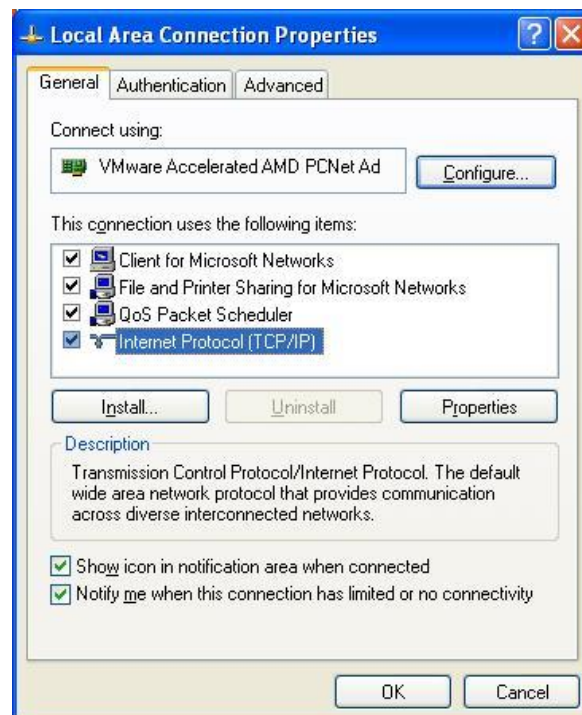 Local Area Connection Properties
General Authentication Advanced
Connect using:
VMware Accelerated AMD PCNet Ad
Configure...
This connection uses the following items:
Client for Microsoft Networks
File and Printer Sharing for Microsoft Networks
QoS Packet Scheduler
Internet Protocol (TCP/IP)
Install... Uninstall Properties
Description
Transmission Control Protocol/Internet Protocol. The default
wide area network protocol that provides communication
across diverse interconnected networks.
Show icon in notification area when connected
Notify me when this connection has limited or no connectivity
OK Cancel